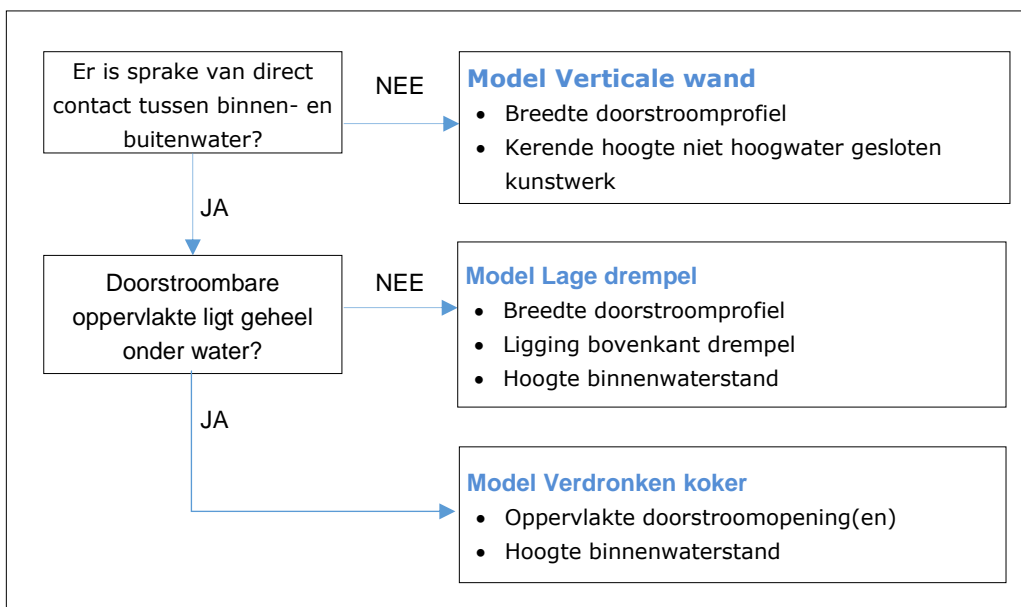 Er is sprake van direct
contact tussen binnen- en
buitenwater?
NEE
Model Verticale wand
• Breedte doorstroomprofiel
• Kerende hoogte niet hoogwater gesloten
kunstwerk
JA
Doorstroombare
oppervlakte ligt geheel
onder water?
NEE
Model Lage drempel
• Breedte doorstroomprofiel
• Ligging bovenkant drempel
• Hoogte binnenwaterstand
JA
Model Verdronken koker
• Oppervlakte doorstroomopening(en)
• Hoogte binnenwaterstand